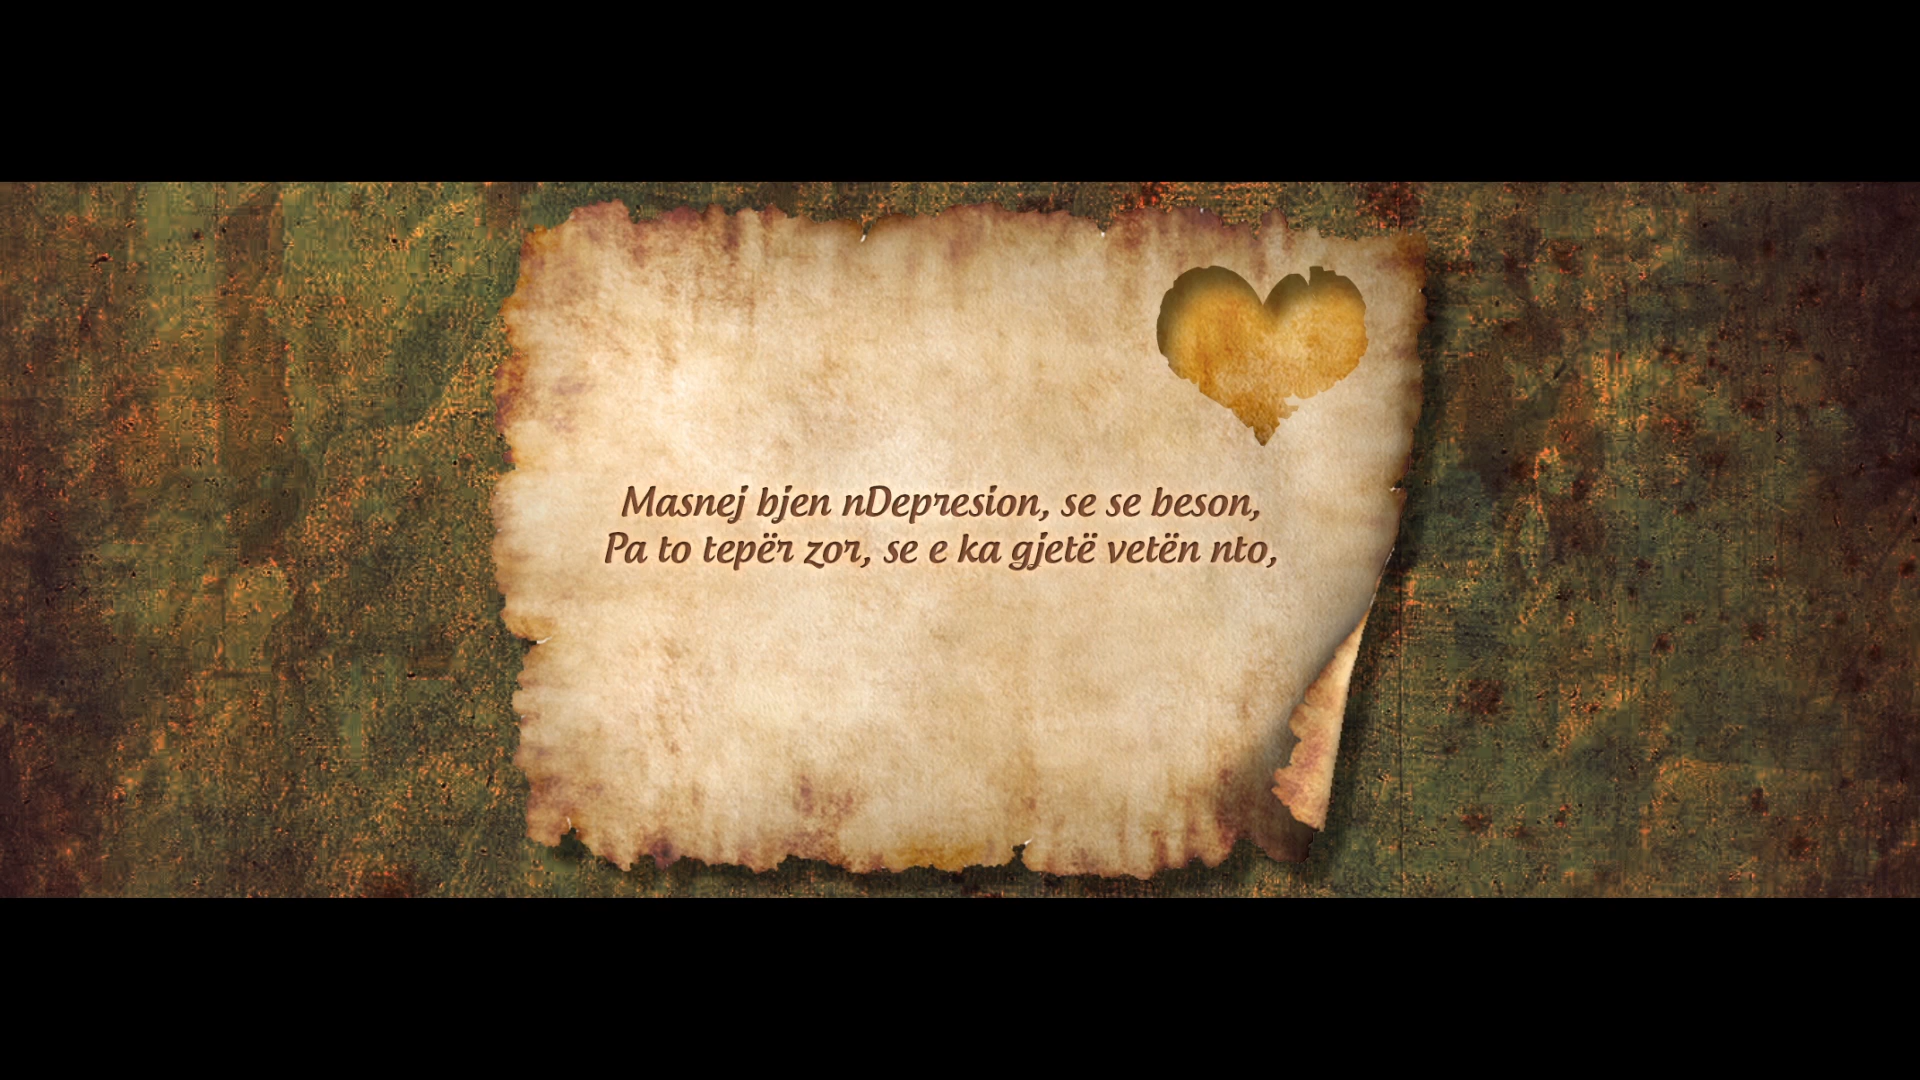 Masnej bjen nDepresion, se se beson,
Pa to tepër zor, se e ka gjetë vetën nto,